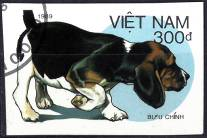 1989
VIỆT NAM
300đ
BƯU CHÍNH